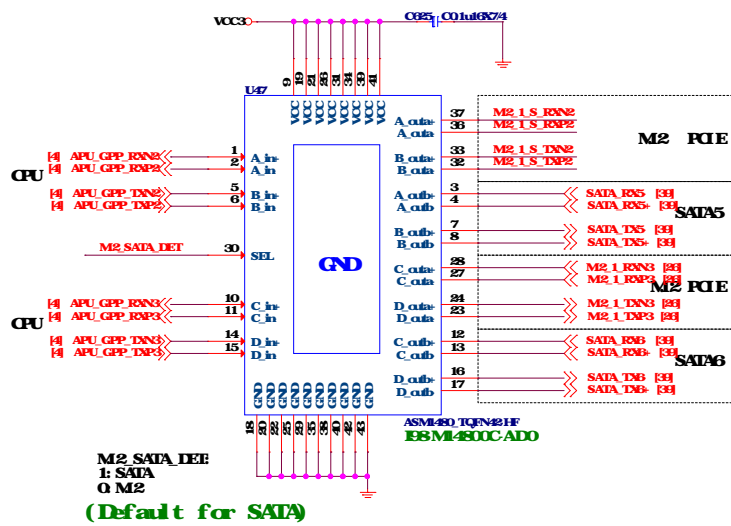 VCC3
C625 C0.1u16X7/4
U47
9 19 21 26 31 34 39 41
VCC VCC VCC VCC VCC VCC VCC VCC
CPU
[4] APU_GPP_RXN2 1 A_in+
[4] APU_GPP_RXP2 2 A_in
[4] APU_GPP_TXN2 5 B_in+
[4] APU_GPP_TXP2 6 B_in
M2_SATA_DET 30 SEL
CPU
[4] APU_GPP_RXN3 10 C_in+
[4] APU_GPP_RXP3 11 C_in
[4] APU_GPP_TXN3 14 D_in+
[4] APU_GPP_TXP3 15 D_in
GND
A_outa+ 37 M2_1_S_RXN2
A_outa 36 M2_1_S_RXP2
B_outa+ 33 M2_1_S_TXN2
B_outa 32 M2_1_S_TXP2
M.2 PCIE
A_outb+ 3 SATA_RX5 [39]
A_outb 4 SATA_RX5+ [39]
B_outb+ 7 SATA_TX5 [39]
B_outb 8 SATA_TX5+ [39]
SATA5
C_outa+ 28 M2_1_RXN3 [26]
C_outa 27 M2_1_RXP3 [26]
D_outa+ 24 M2_1_TXN3 [26]
D_outa 23 M2_1_TXP3 [26]
M.2 PCIE
C_outb+ 12 SATA_RX6 [39]
C_outb 13 SATA_RX6+ [39]
D_outb+ 16 SATA_TX6 [39]
D_outb 17 SATA_TX6+ [39]
SATA6
GND GND GND GND GND GND GND GND GND GND
18 20 22 25 29 35 38 40 42 43
ASM1480_TQFN42-HF
I98-M14800C-AD0
M2_SATA_DET:
1: SATA
0: M.2
(Default for SATA)